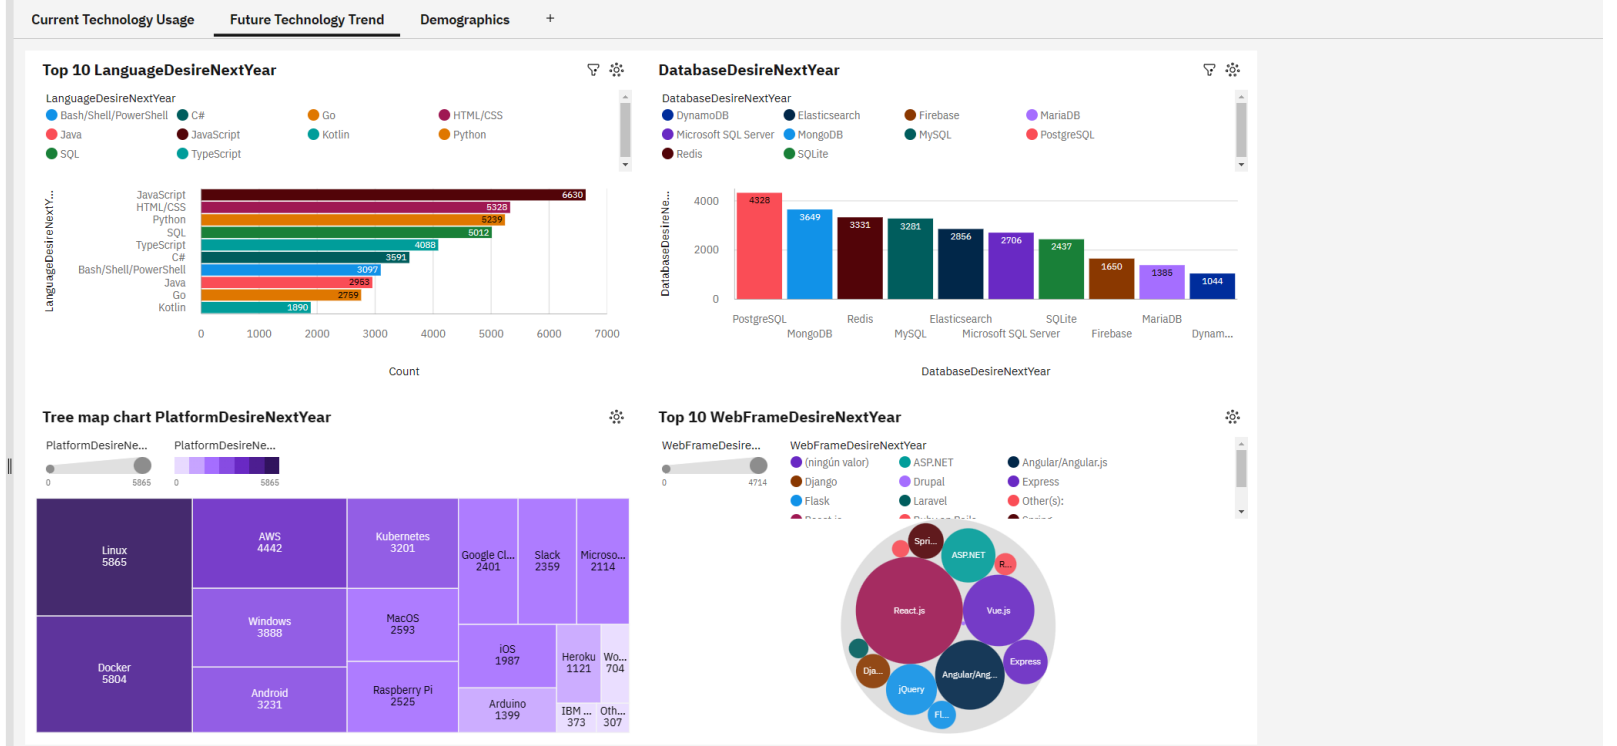 Current Technology Usage Future Technology Trend Demographics +
Top 10 LanguageDesireNextYear
LanguageDesireNextYear
Bash/Shell/PowerShell C# Go HTML/CSS
Java JavaScript Kotlin Python
SQL TypeScript
LanguageDesireNextY...
JavaScript 6630
HTML/CSS 5328
Python 5239
SQL 5012
TypeScript 4088
C# 3591
Bash/Shell/PowerShell 3097
Java 2953
Go 2759
Kotlin 1890
0 1000 2000 3000 4000 5000 6000 7000
Count
DatabaseDesireNextYear
DatabaseDesireNextYear
DynamoDB Elasticsearch Firebase MariaDB
Microsoft SQL Server MongoDB MySQL PostgreSQL
Redis SQLite
DatabaseDesireNe...
4000
2000
0
4328 3649 3331 3281 2856 2706 2437 1650 1385 1044
PostgreSQL Redis Elasticsearch SQLite MariaDB
MongoDB MySQL Microsoft SQL Server Firebase Dynam...
DatabaseDesireNextYear
Tree map chart PlatformDesireNextYear
PlatformDesireNe... PlatformDesireNe...
0 5865 0 5865
Linux
5865
Docker
5804
AWS
4442
Windows
3888
Android
3231
Kubernetes
3201
MacOS
2593
Raspberry Pi
2525
Google Cl...
2401
Slack
2359
Microso...
2114
iOS
1987
Arduino
1399
Heroku
1121
Wo...
704
IBM ...
373
Oth...
307
Top 10 WebFrameDesireNextYear
WebFrameDesire... WebFrameDesireNextYear
0 4714
(ningún valor) ASP.NET Angular/Angular.js
Django Drupal Express
Flask Laravel Other(s):
React.js Ruby on Rails Spring
Spri...
ASP.NET
R...
React.js
Vue.js
Express
Dja...
Angular/Ang...
jQuery
Fl...